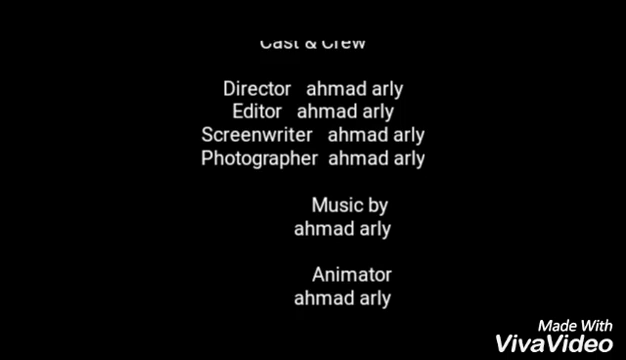 Cast & Crew
Director ahmad arly
Editor ahmad arly
Screenwriter ahmad arly
Photographer ahmad arly
Music by
ahmad arly
Animator
ahmad arly
Made With
VivaVideo